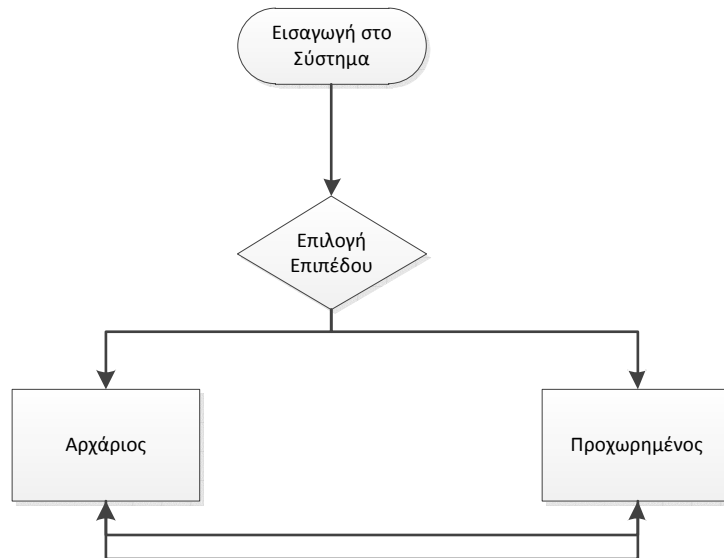 Εισαγωγή στο
Σύστημα
Επιλογή
Επιπέδου
Αρχάριος
Προχωρημένος